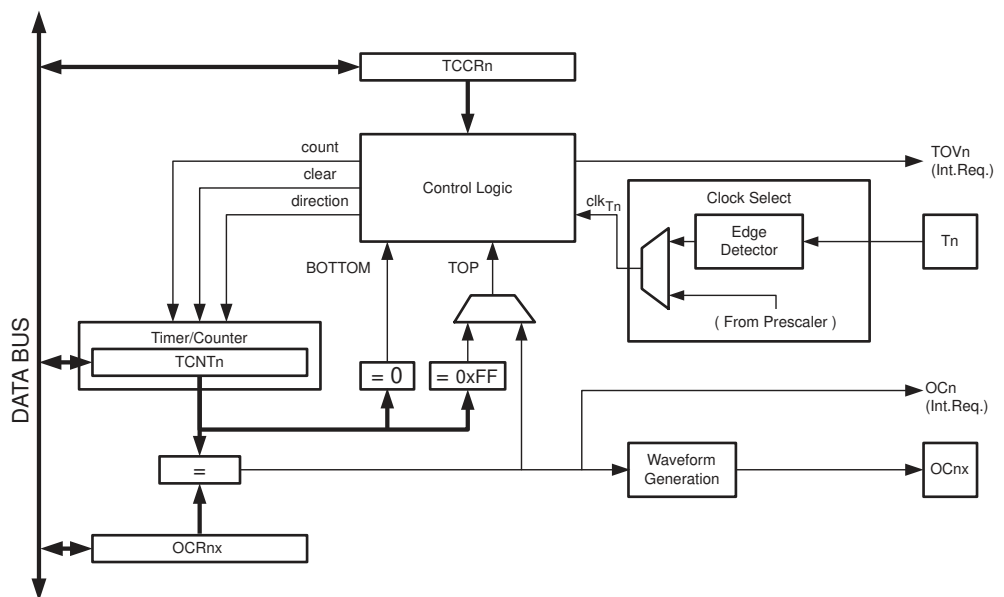 TCCRn
count
clear
direction
Control Logic
TOVn
(Int.Req.)
clkTn
Clock Select
Edge
Detector
Tn
( From Prescaler )
BOTTOM
TOP
DATA BUS
Timer/Counter
TCNTn
= 0
= 0xFF
OCn
(Int.Req.)
=
Waveform
Generation
OCnx
OCRnx